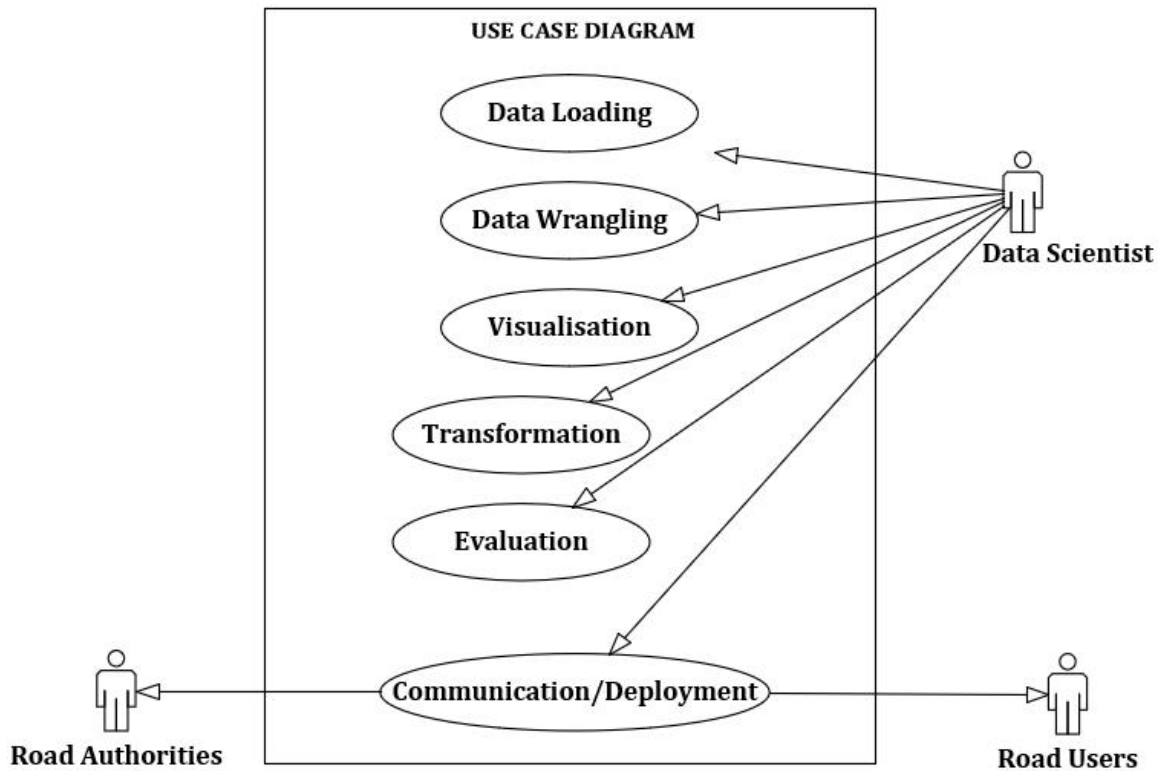 USE CASE DIAGRAM
Data Loading
Data Wrangling
Data Scientist
Visualisation
Transformation
Evaluation
Communication/Deployment
Road Authorities
Road Users